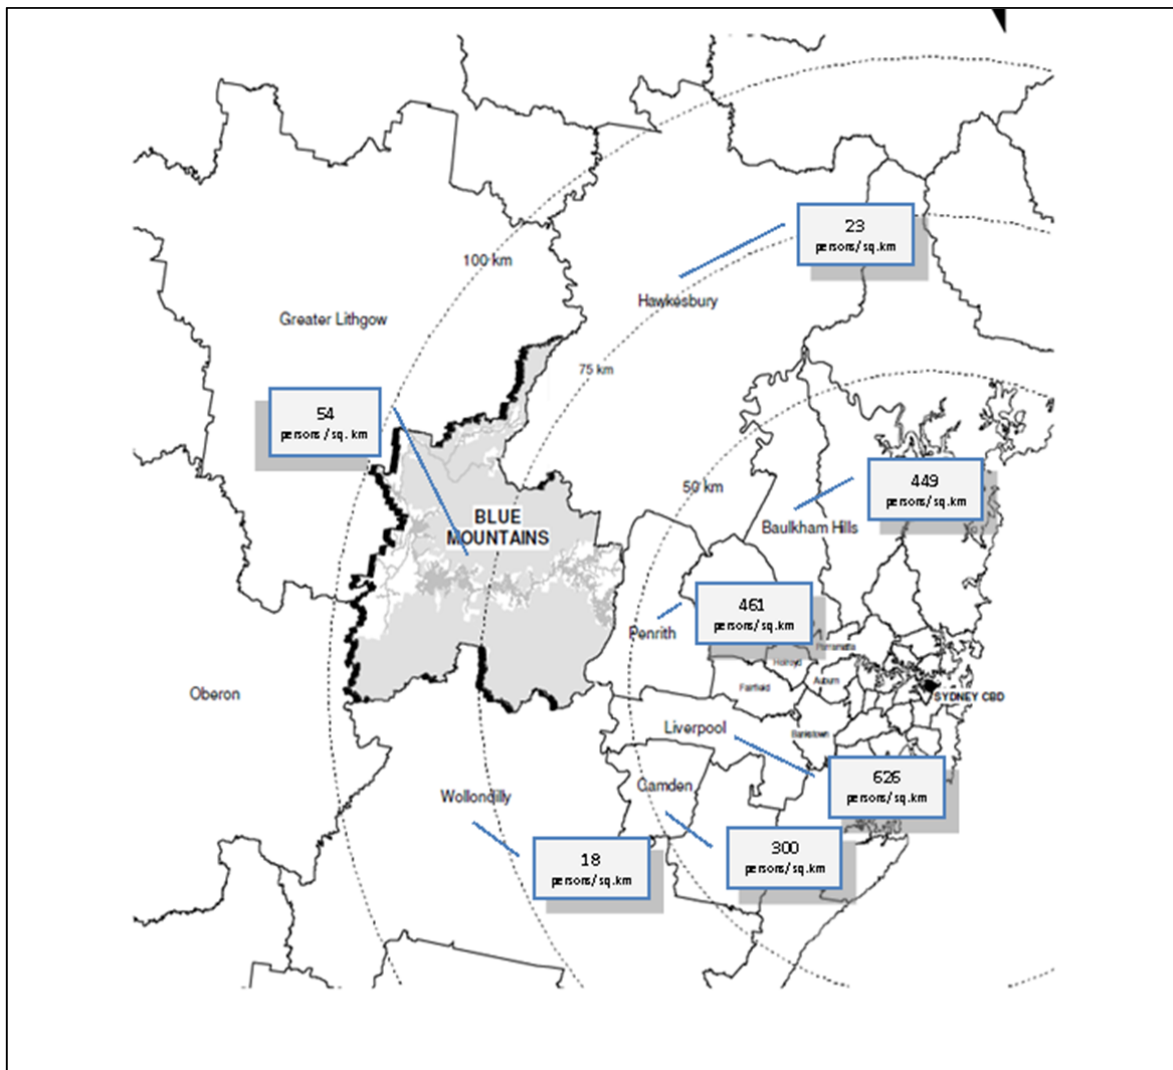 23
persons/sq.km
100 km
Hawkesbury
Greater Lithgow
75 km
54
persons/sq. km
50 km
449
persons/sq.km
BLUE
MOUNTAINS
Baulkham Hills
461
persons/sq.km
Penrith
Parramatta
Holroyd
Fairfield
Auburn
Oberon
SYDNEY CBD
Liverpool
Bankstown
626
persons/sq.km
Camden
Wollondilly
300
persons/sq.km
18
persons/sq.km